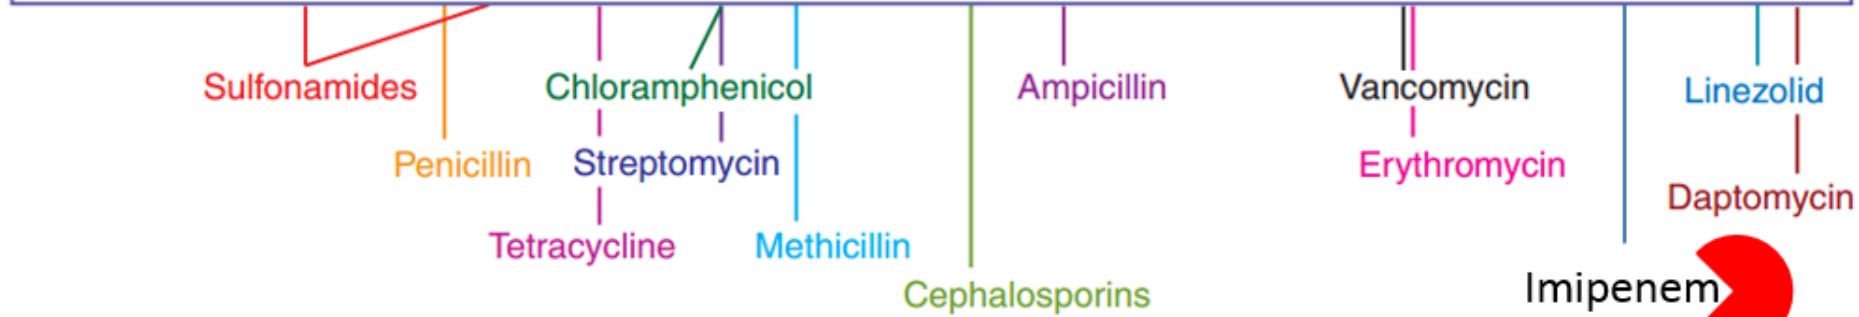 Sulfonamides
Chloramphenicol
Ampicillin
Vancomycin
Linezolid
Penicillin
Streptomycin
Erythromycin
Daptomycin
Tetracycline
Methicillin
Cephalosporins
Imipenem